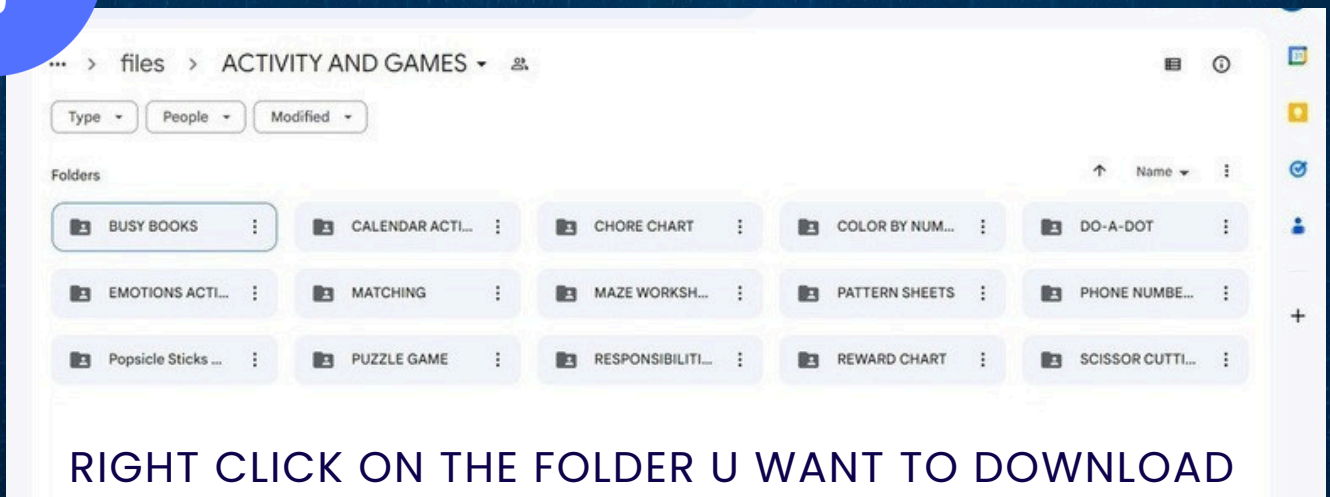 ... > files > ACTIVITY AND GAMES
Type People Modified
Folders Name
BUSY BOOKS CALENDAR ACTI... CHORE CHART COLOR BY NUM... DO-A-DOT
EMOTIONS ACTI... MATCHING MAZE WORKSH... PATTERN SHEETS PHONE NUMBE...
Popsicle Sticks ... PUZZLE GAME RESPONSIBILITI... REWARD CHART SCISSOR CUTTI...
RIGHT CLICK ON THE FOLDER U WANT TO DOWNLOAD